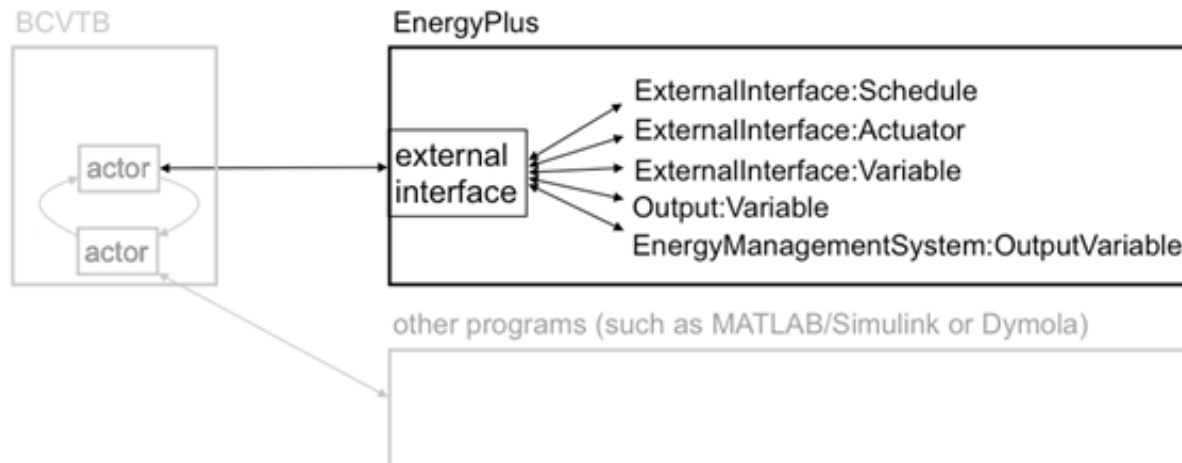 BCVTB
EnergyPlus
actor
actor
external
interface
ExternalInterface:Schedule
ExternalInterface:Actuator
ExternalInterface:Variable
Output:Variable
EnergyManagementSystem:OutputVariable
other programs (such as MATLAB/Simulink or Dymola)